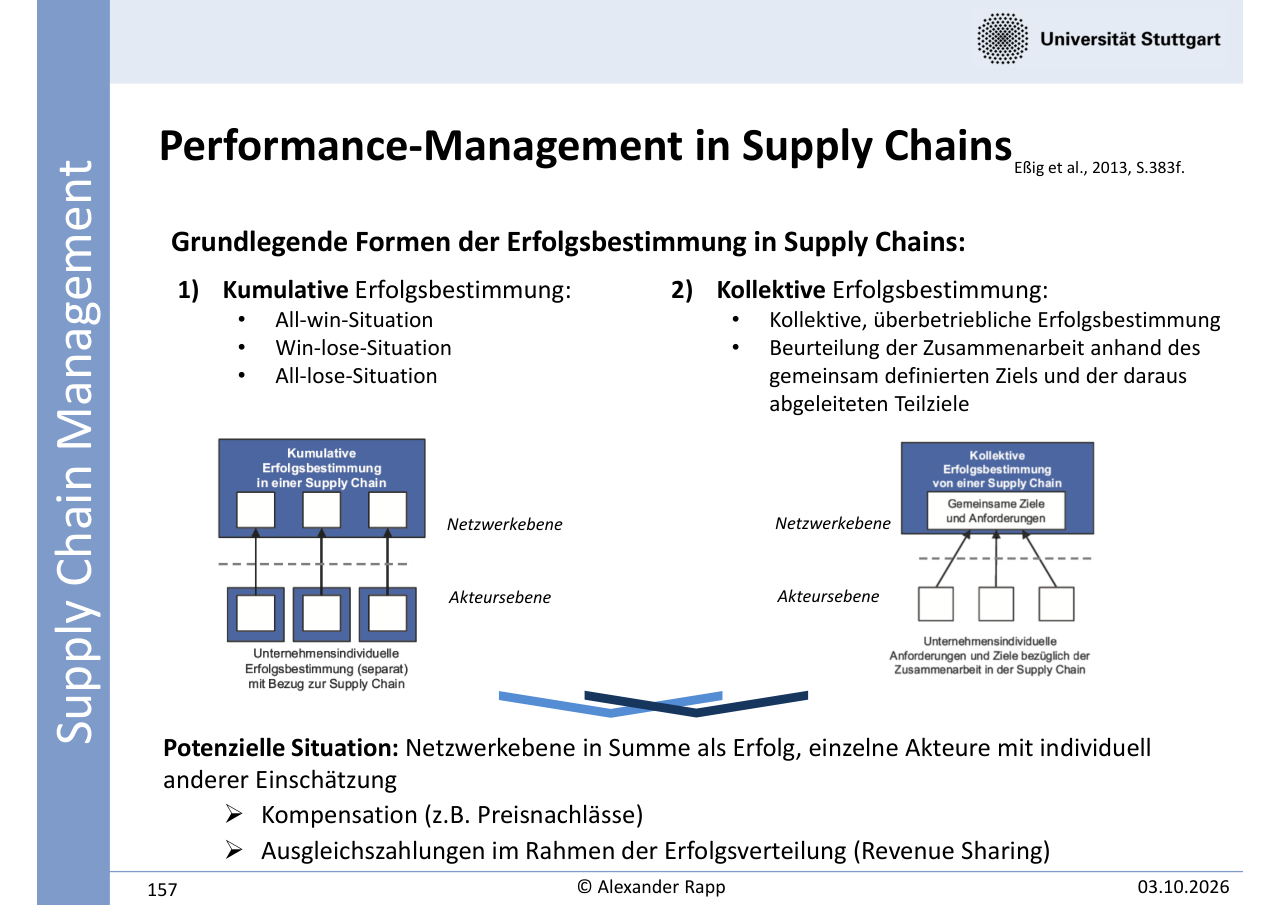 Universität Stuttgart
Supply Chain Management
Performance-Management in Supply Chains
Eßig et al., 2013, S.383f.
Grundlegende Formen der Erfolgsbestimmung in Supply Chains:
1) Kumulative Erfolgsbestimmung:
• All-win-Situation
• Win-lose-Situation
• All-lose-Situation
2) Kollektive Erfolgsbestimmung:
• Kollektive, überbetriebliche Erfolgsbestimmung
• Beurteilung der Zusammenarbeit anhand des
gemeinsam definierten Ziels und der daraus
abgeleiteten Teilziele
Kumulative
Erfolgsbestimmung
in einer Supply Chain
Netzwerkebene
Akteursebene
Unternehmensindividuelle
Erfolgsbestimmung (separat)
mit Bezug zur Supply Chain
Kollektive
Erfolgsbestimmung
von einer Supply Chain
Gemeinsame Ziele
und Anforderungen
Netzwerkebene
Akteursebene
Unternehmensindividuelle
Anforderungen und Ziele bezüglich der
Zusammenarbeit in der Supply Chain
Potenzielle Situation: Netzwerkebene in Summe als Erfolg, einzelne Akteure mit individuell
anderer Einschätzung
➢ Kompensation (z.B. Preisnachlässe)
➢ Ausgleichszahlungen im Rahmen der Erfolgsverteilung (Revenue Sharing)
157
© Alexander Rapp
03.10.2026